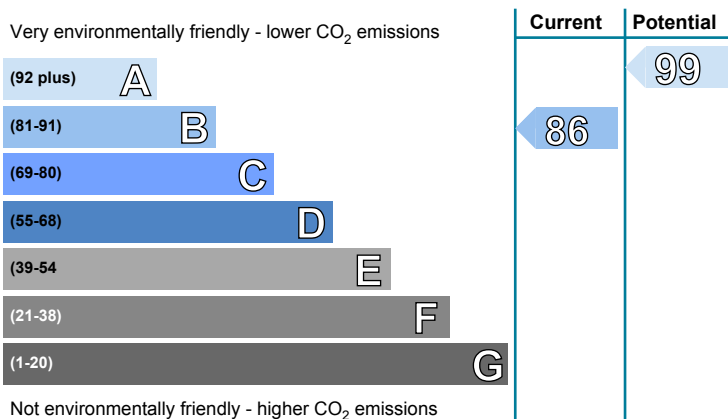 Very environmentally friendly - lower CO2 emissions
Current
Potential
(92 plus) A
99
(81-91) B
86
(69-80) C
(55-68) D
(39-54 E
(21-38) F
(1-20) G
Not environmentally friendly - higher CO2 emissions